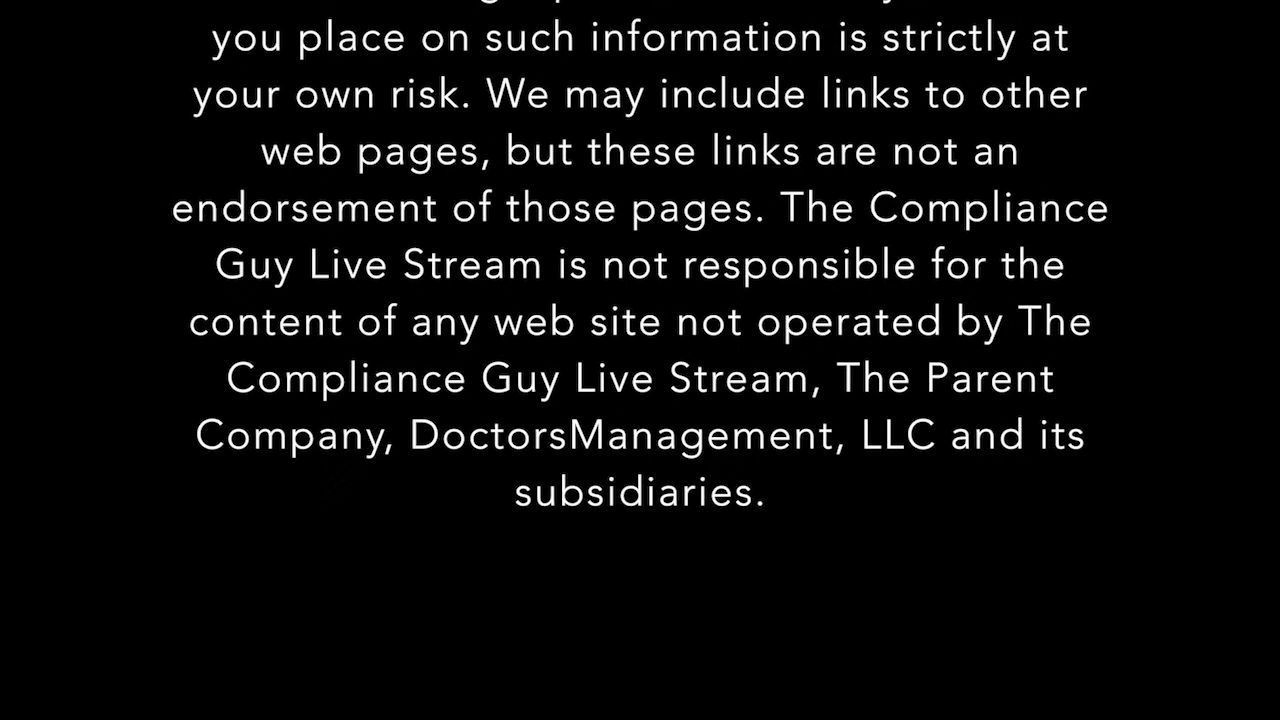 you place on such information is strictly at
your own risk. We may include links to other
web pages, but these links are not an
endorsement of those pages. The Compliance
Guy Live Stream is not responsible for the
content of any web site not operated by The
Compliance Guy Live Stream, The Parent
Company, DoctorsManagement, LLC and its
subsidiaries.